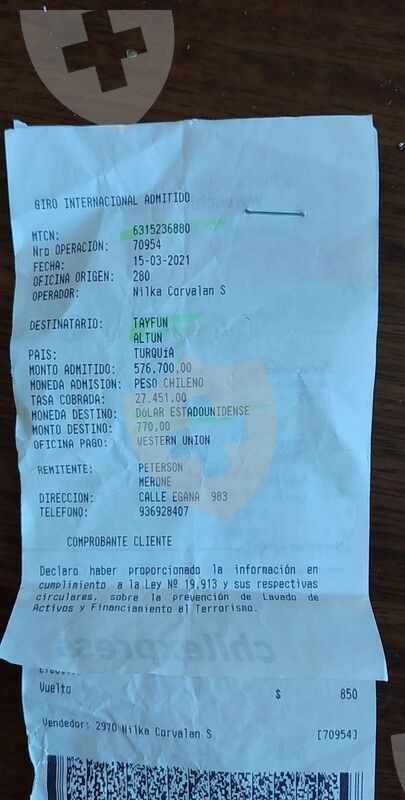 GIRO INTERNACIONAL ADMITIDO
MTCN: 6315236880
Nro OPERACION: 70954
FECHA: 15-03-2021
OFICINA ORIGEN: 280
OPERADOR: Nilka Corvalan S
DESTINATARIO: TAYFUN
ALTUN
PAIS: TURQUíA
MONTO ADMITIDO: 576.700,00
MONEDA ADMISION: PESO CHILENO
TASA COBRADA: 27.451,00
MONEDA DESTINO: DóLAR ESTADOUNIDENSE
MONTO DESTINO: 770,00
OFICINA PAGO: WESTERN UNION
REMITENTE: PETERSON
MERONE
DIRECCION: CALLE EGANA 983
TELEFONO: 936928407
COMPROBANTE CLIENTE
Declaro haber proporcionado la información en
cumplimiento a la Ley Nº 19.913 y sus respectivas
circulares, sobre la prevención de Lavado de
Activos y Financiamiento al Terrorismo.
chilexpress
Vuelto $ 850
Vendedor: 2970 Nilka Corvalan S [70954]